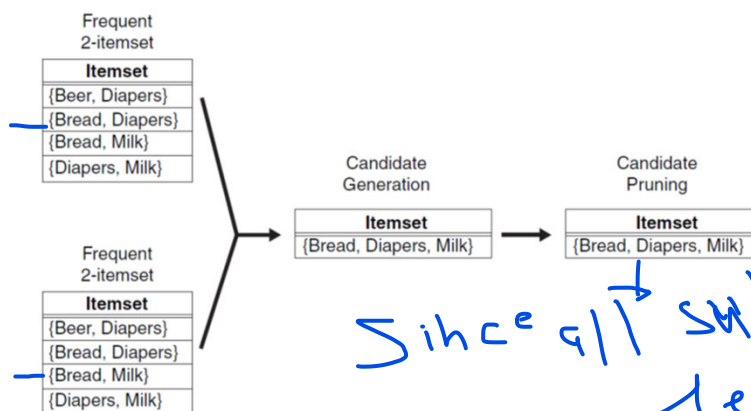 Frequent
2-itemset
Itemset
{Beer, Diapers}
{Bread, Diapers}
{Bread, Milk}
{Diapers, Milk}
Candidate
Generation
Itemset
{Bread, Diapers, Milk}
Candidate
Pruning
Itemset
{Bread, Diapers, Milk}
Frequent
2-itemset
Itemset
{Beer, Diapers}
{Bread, Diapers}
{Bread, Milk}
{Diapers, Milk}
Since all